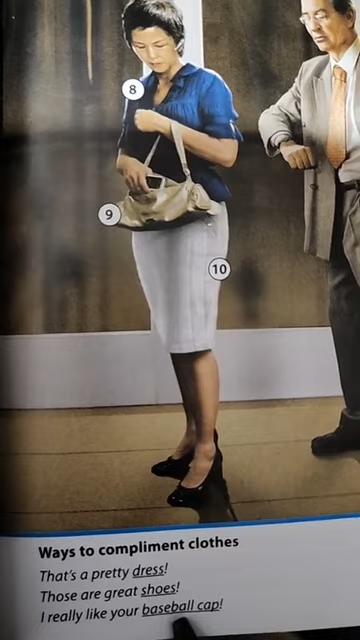 8
9
10
Ways to compliment clothes
That's a pretty dress!
Those are great shoes!
I really like your baseball cap!